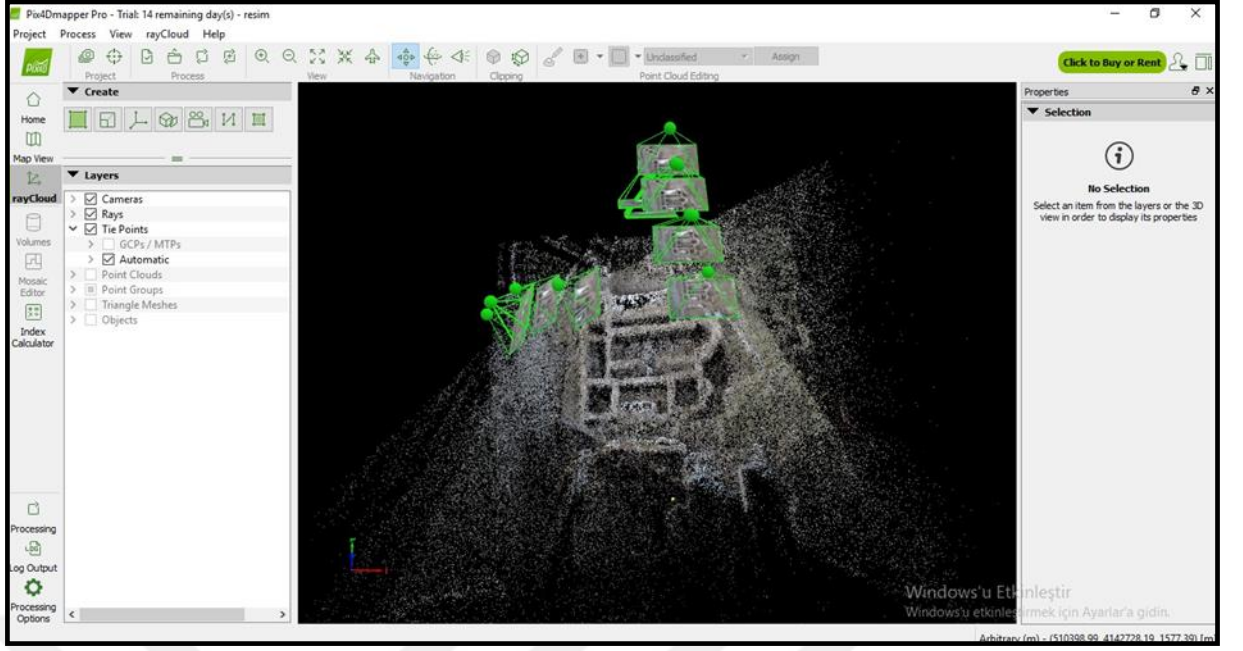 Pix4Dmapper Pro - Trial: 14 remaining day(s) - resim
Project Process View rayCloud Help
Pix4D
Project Process View Navigation Clipping Point Cloud Editing
Unclassified Assign
Click to Buy or Rent
Home
Map View
rayCloud
Volumes
Mosaic
Editor
Index
Calculator
Processing
Log Output
Processing
Options
Create
Layers
Cameras
Rays
Tie Points
GCPs / MTPs
Automatic
Point Clouds
Point Groups
Triangle Meshes
Objects
Properties
Selection
No Selection
Select an item from the layers or the 3D
view in order to display its properties
Windows'u Etkinleştir
Windows'u etkinleştirmek için Ayarlar'a gidin.
Arbitrary (m) - (510398.99, 4142728.19, 1577.39) [m]